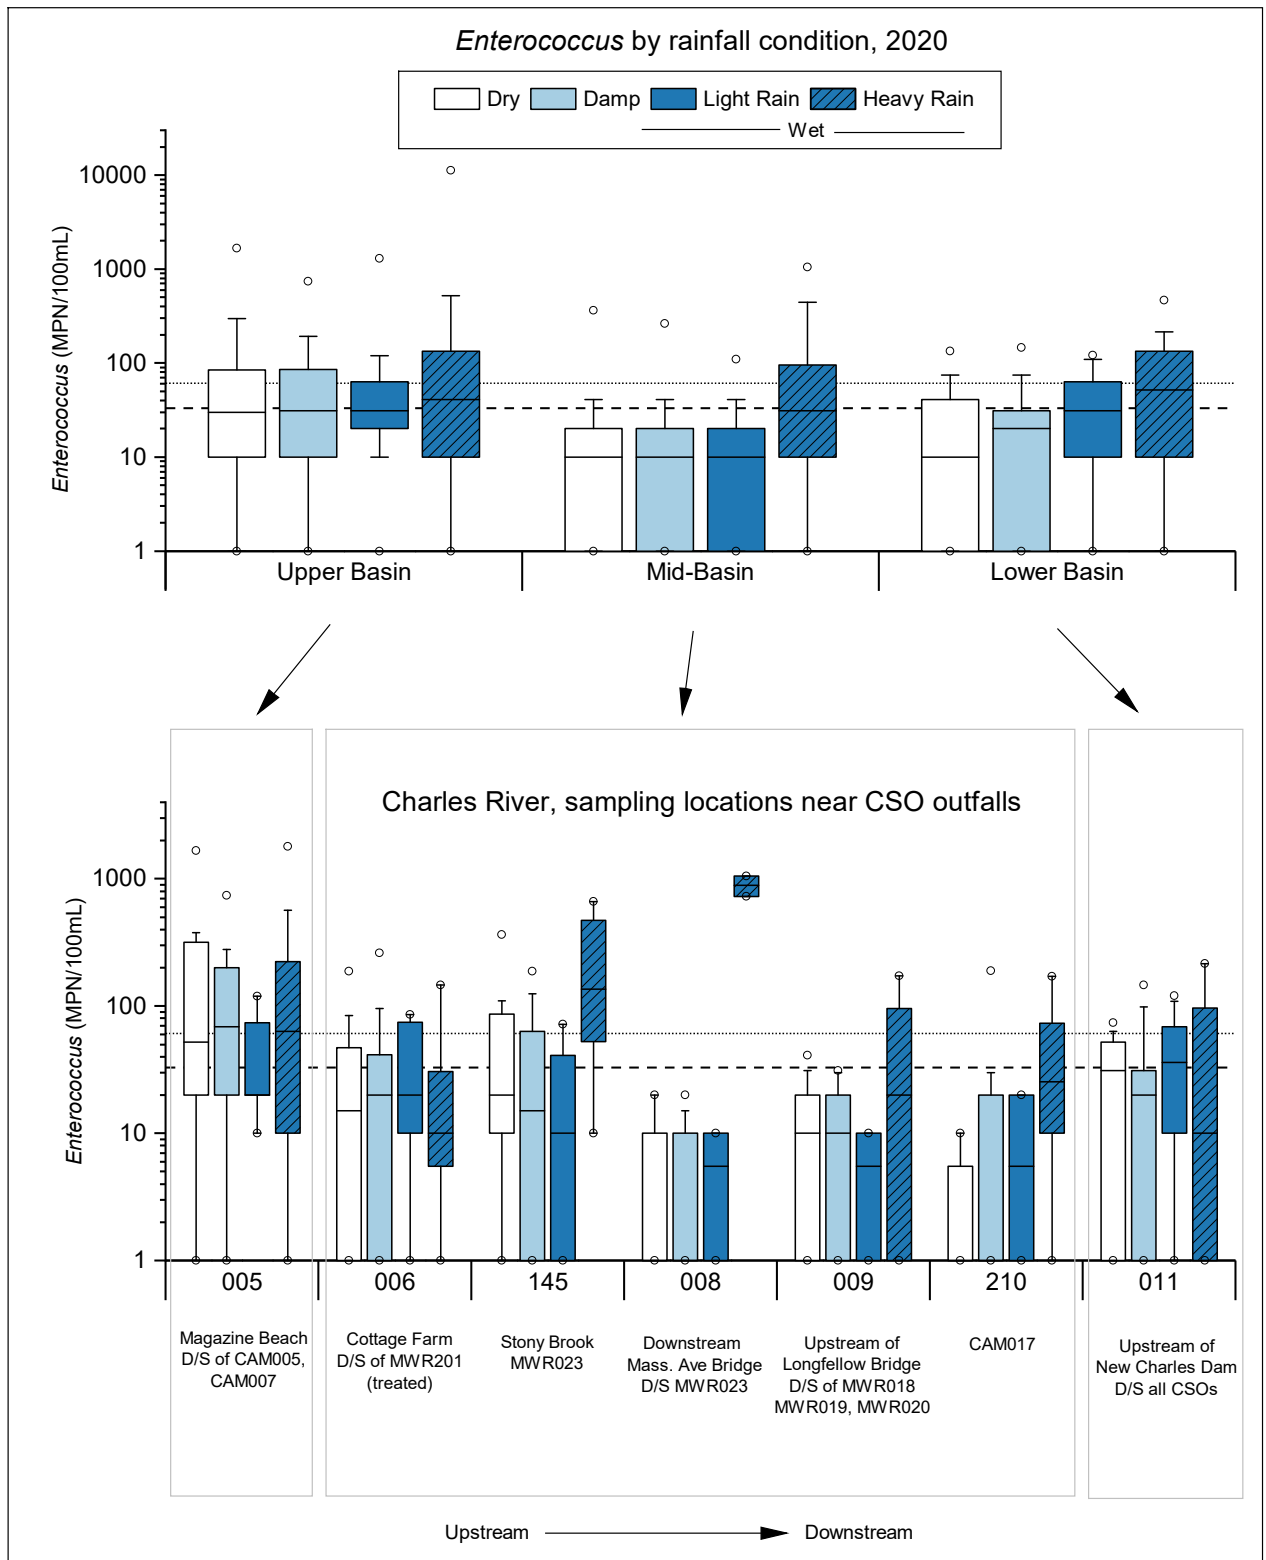 Enterococcus by rainfall condition, 2020
Dry Damp Light Rain Heavy Rain
Wet
Enterococcus (MPN/100mL)
10000
1000
100
10
1
Upper Basin Mid-Basin Lower Basin
Charles River, sampling locations near CSO outfalls
Enterococcus (MPN/100mL)
1000
100
10
1
005 006 145 008 009 210 011
Magazine Beach
D/S of CAM005,
CAM007
Cottage Farm
D/S of MWR201
(treated)
Stony Brook
MWR023
Downstream
Mass. Ave Bridge
D/S MWR023
Upstream of
Longfellow Bridge
D/S of MWR018
MWR019, MWR020
CAM017
Upstream of
New Charles Dam
D/S all CSOs
Upstream Downstream